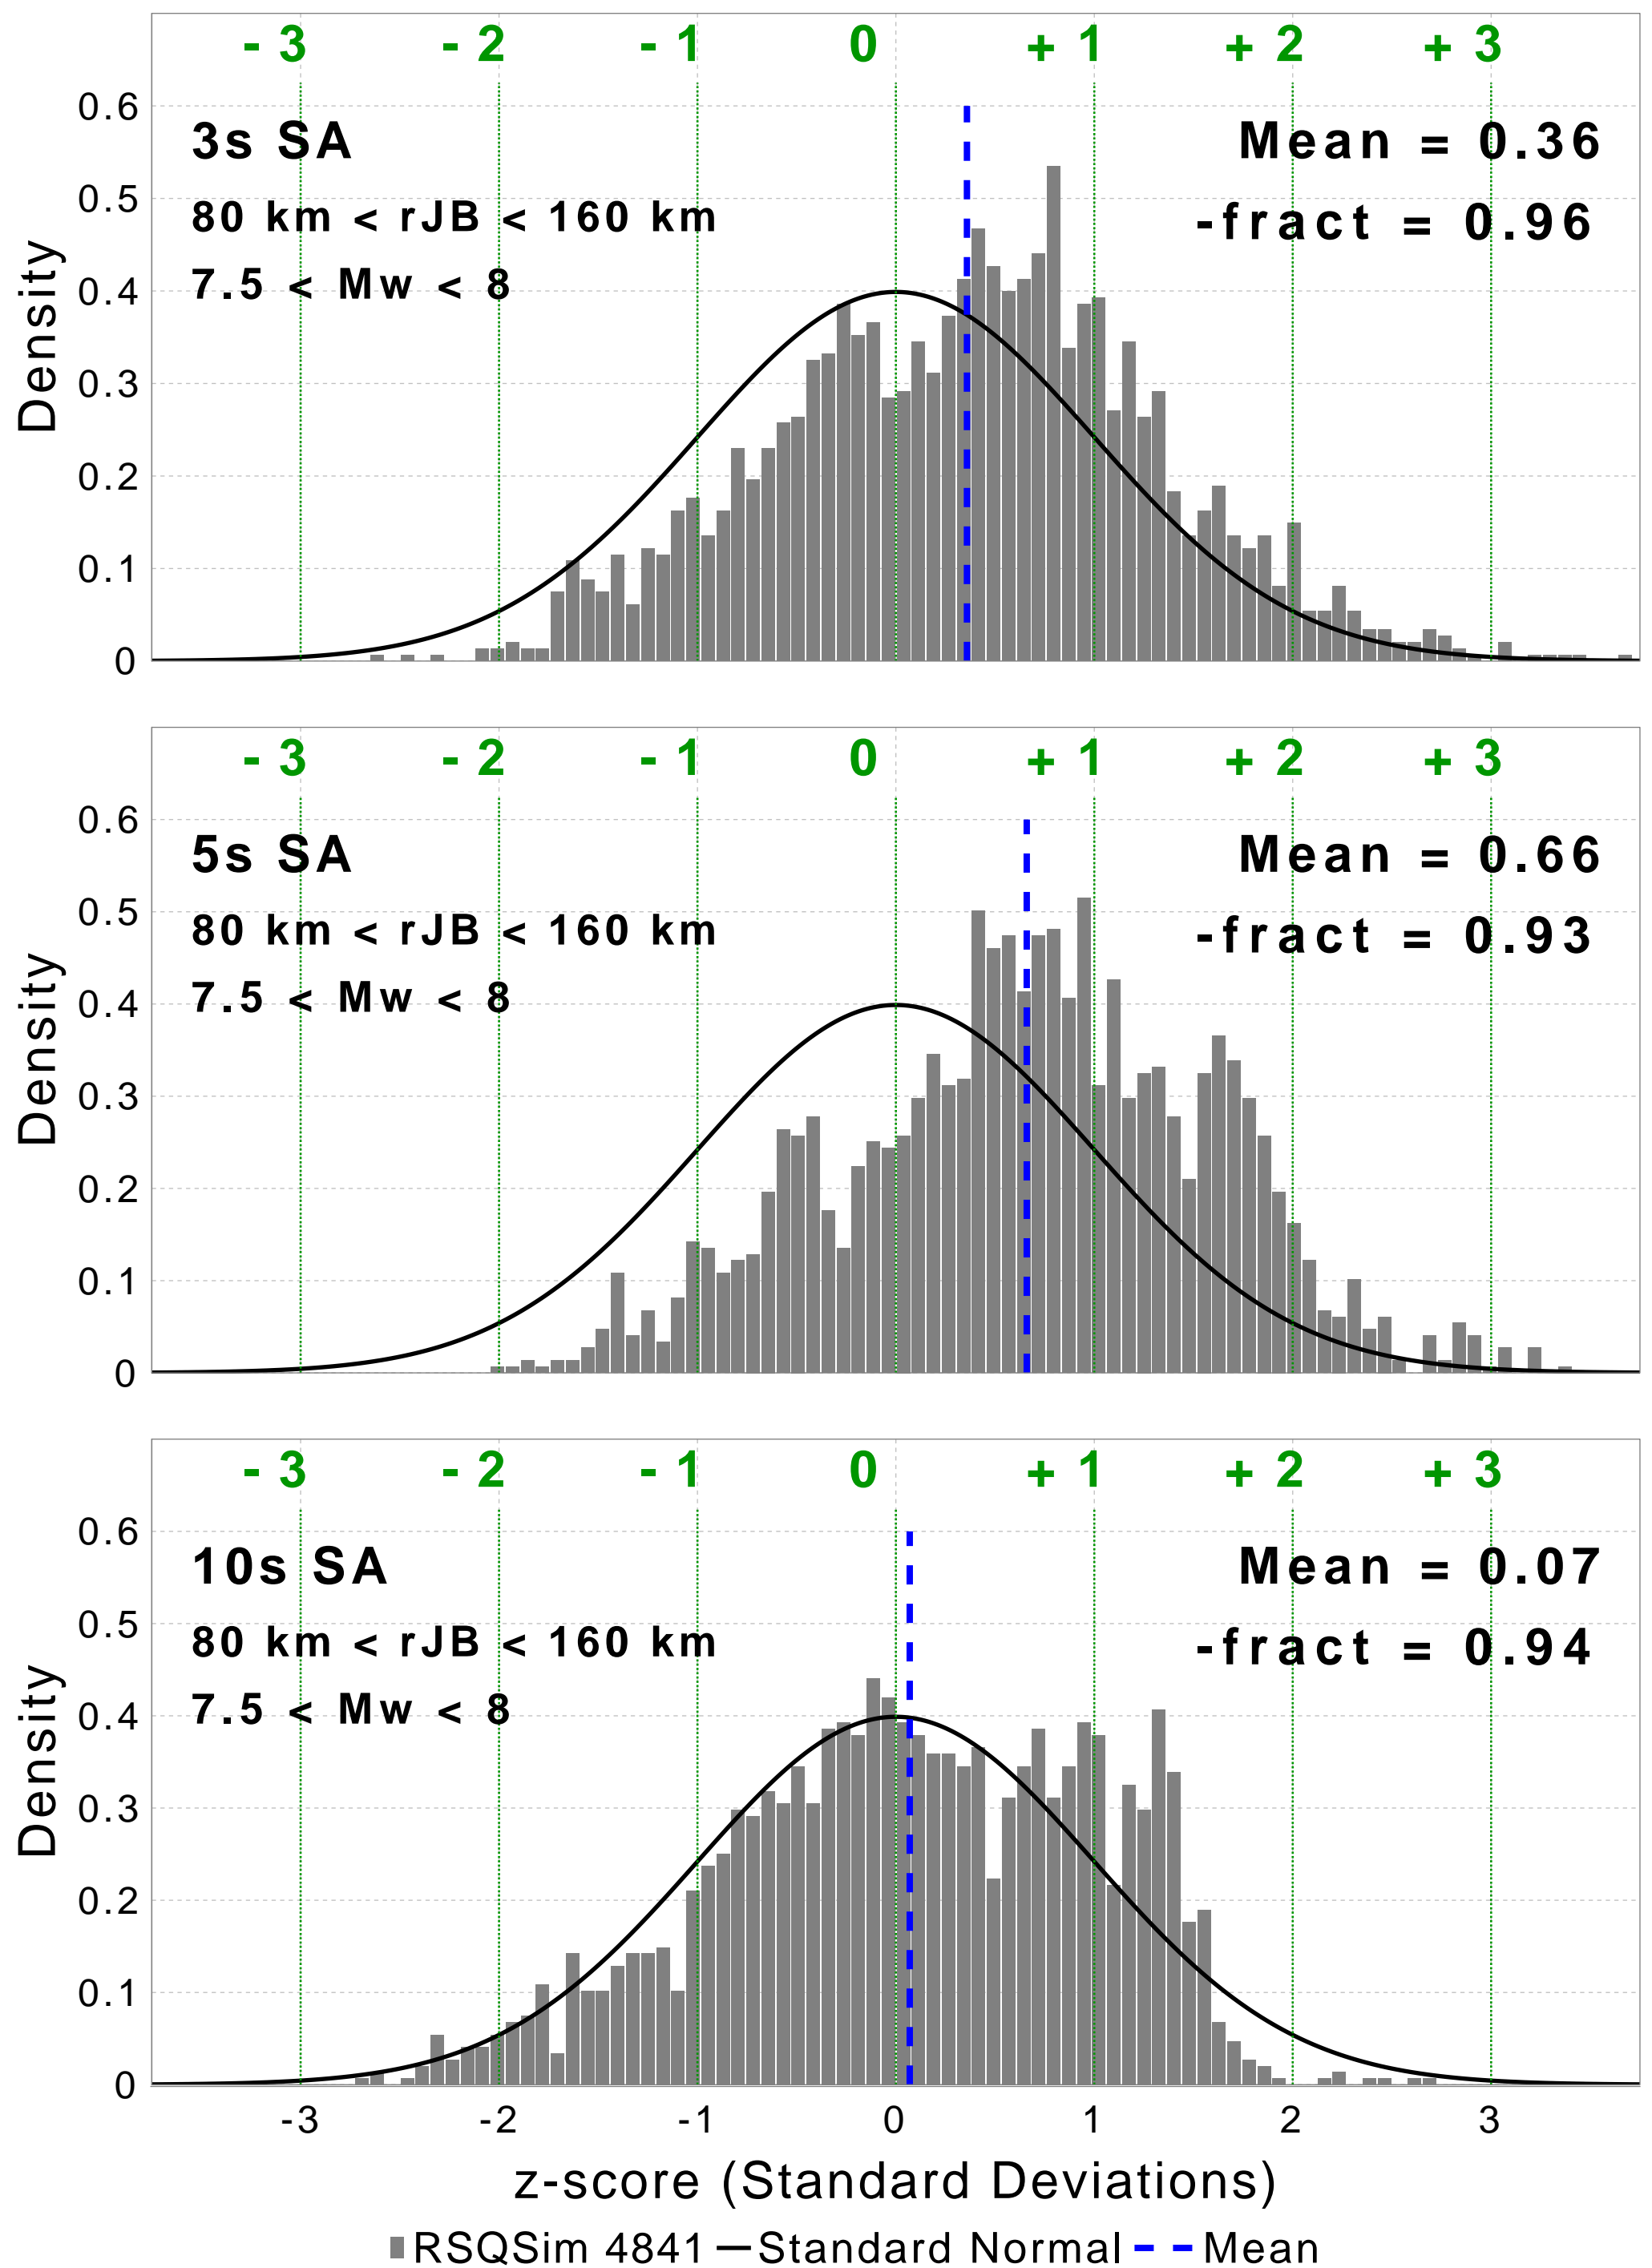 - 3 - 2 - 1 0 + 1 + 2 + 3
0.6
3s SA
Mean = 0.36
0.5
80 km < rJB < 160 km
-fract = 0.96
7.5 < Mw < 8
0.4
0.3
0.2
0.1
0
Density
- 3 - 2 - 1 0 + 1 + 2 + 3
0.6
5s SA
Mean = 0.66
0.5
80 km < rJB < 160 km
-fract = 0.93
7.5 < Mw < 8
0.4
0.3
0.2
0.1
0
Density
- 3 - 2 - 1 0 + 1 + 2 + 3
0.6
10s SA
Mean = 0.07
0.5
80 km < rJB < 160 km
-fract = 0.94
7.5 < Mw < 8
0.4
0.3
0.2
0.1
0
Density
-3 -2 -1 0 1 2 3
z-score (Standard Deviations)
RSQSim 4841 Standard Normal Mean